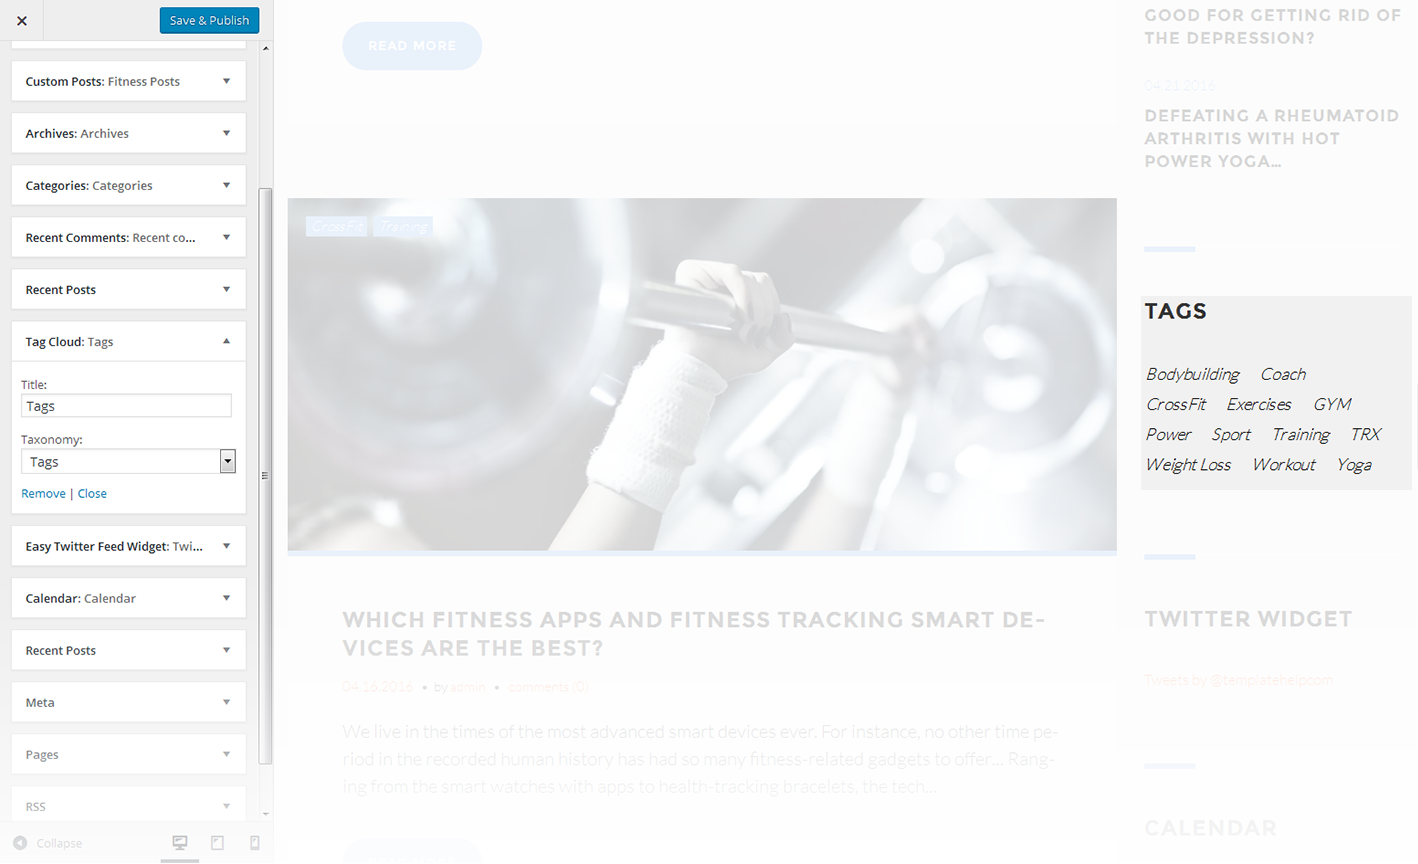 Save & Publish
Custom Posts: Fitness Posts
Archives: Archives
Categories: Categories
Recent Comments: Recent co...
Recent Posts
Tag Cloud: Tags
Title:
Tags
Taxonomy:
Tags
Remove | Close
Easy Twitter Feed Widget: Twi...
Calendar: Calendar
Recent Posts
Meta
Pages
RSS
Collapse
READ MORE
CrossFit Training
WHICH FITNESS APPS AND FITNESS TRACKING SMART DE-
VICES ARE THE BEST?
04.16.2016 • by admin • comments (0)
We live in the times of the most advanced smart devices ever. For instance, no other time pe-
riod in the recorded human history has had so many fitness-related gadgets to offer... Rang-
ing from the smart watches with apps to health-tracking bracelets, the tech...
GOOD FOR GETTING RID OF
THE DEPRESSION?
04.21.2016
DEFEATING A RHEUMATOID
ARTHRITIS WITH HOT
POWER YOGA...
TAGS
Bodybuilding Coach
CrossFit Exercises GYM
Power Sport Training TRX
Weight Loss Workout Yoga
TWITTER WIDGET
Tweets by @templatehelpcom
CALENDAR